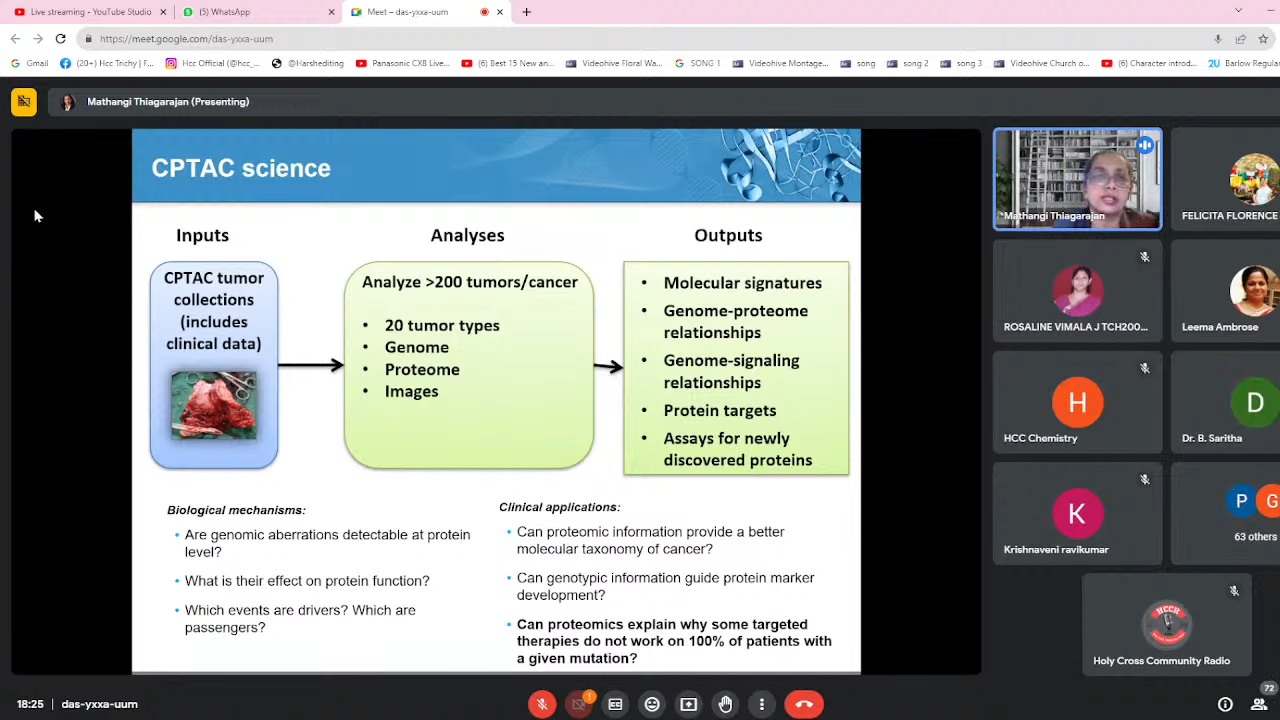 Live streaming - YouTube Studio
(5) WhatsApp
Meet – das-yxxa-uum
https://meet.google.com/das-yxxa-uum
Gmail
(20+) Hcc Trichy | F...
Hcc Official (@hcc_...
@Harshediting
Panasonic CX8 Live...
(6) Best 15 New an...
Videohive Floral Wa...
SONG 1
Videohive Montage...
song
song 2
song 3
Videohive Church o...
(6) Character introd...
2U
Barlow Regular
Mathangi Thiagarajan (Presenting)
CPTAC science
Inputs
Analyses
Outputs
CPTAC tumor
collections
(includes
clinical data)
Analyze >200 tumors/cancer
• 20 tumor types
• Genome
• Proteome
• Images
• Molecular signatures
• Genome-proteome
relationships
• Genome-signaling
relationships
• Protein targets
• Assays for newly
discovered proteins
Biological mechanisms:
• Are genomic aberrations detectable at protein
level?
• What is their effect on protein function?
• Which events are drivers? Which are
passengers?
Clinical applications:
• Can proteomic information provide a better
molecular taxonomy of cancer?
• Can genotypic information guide protein marker
development?
• Can proteomics explain why some targeted
therapies do not work on 100% of patients with
a given mutation?
Mathangi Thiagarajan
FELICITA FLORENCE
ROSALINE VIMALA J TCH200...
Leema Ambrose
H
HCC Chemistry
D
Dr. B. Saritha
K
Krishnaveni ravikumar
P
G
63 others
HCCR
Holy Cross Community Radio
18:25
das-yxxa-uum
72